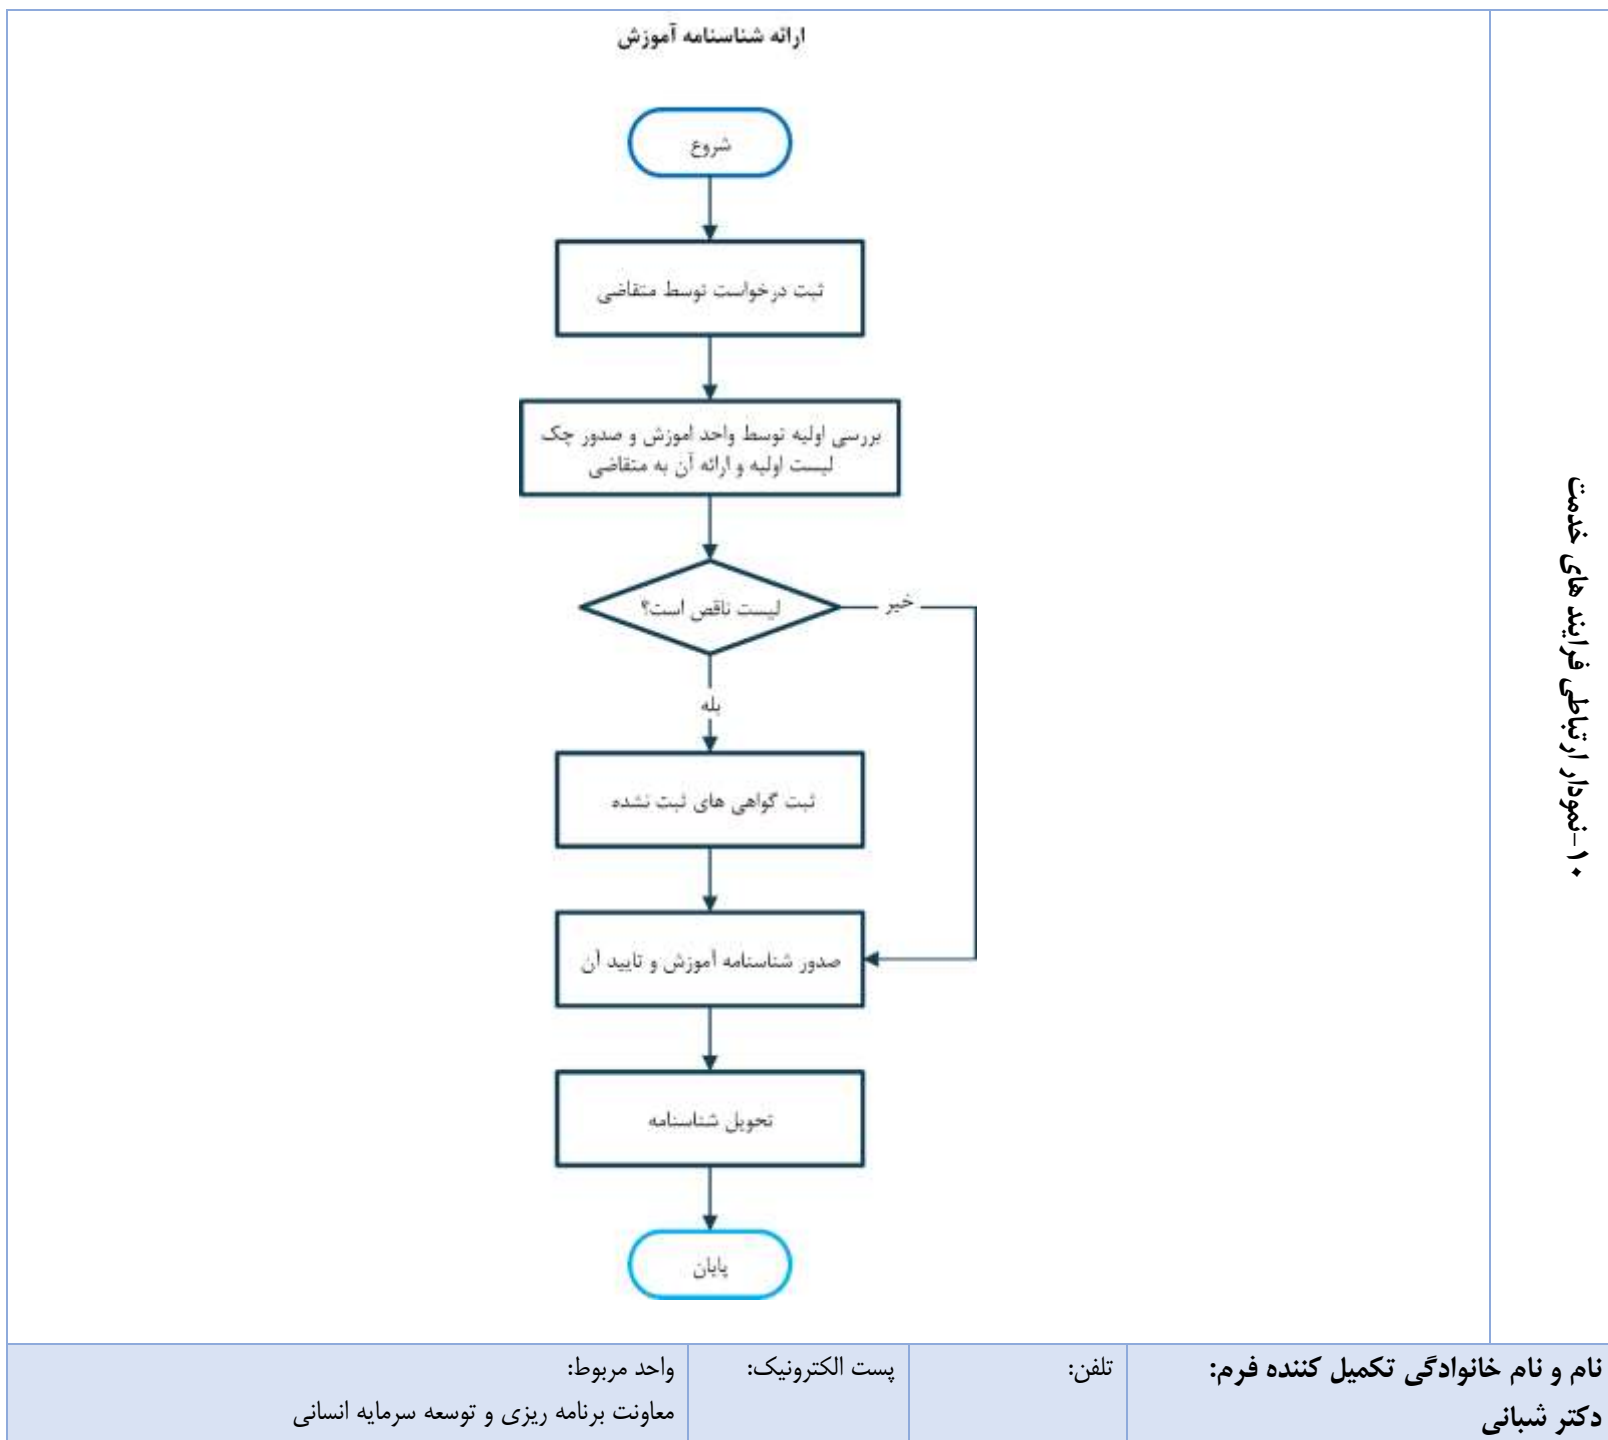 ارائه شناسنامه آموزش
شروع
ثبت درخواست توسط متقاضی
بررسی اولیه توسط واحد اموزش و صدور چک
لیست اولیه و ارائه آن به متقاضی
لیست ناقص است؟
خیر
بله
ثبت گواهی های ثبت نشده
صدور شناسنامه آموزش و تایید آن
تحویل شناسنامه
پایان
۱۰-نمودار ارتباطی فرایند های خدمت
نام و نام خانوادگی تکمیل کننده فرم:
دکتر شبانی
تلفن:
پست الکترونیک:
واحد مربوط:
معاونت برنامه ریزی و توسعه سرمایه انسانی